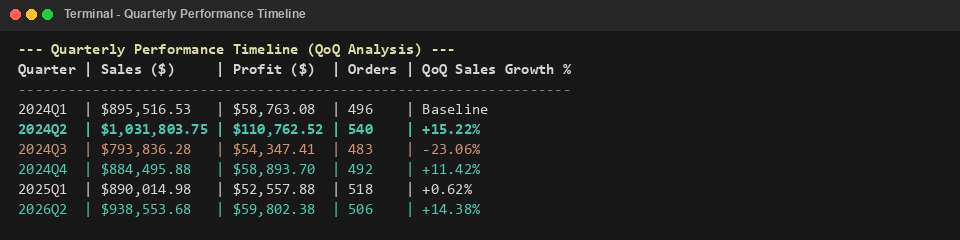 Terminal - Quarterly Performance Timeline
--- Quarterly Performance Timeline (QoQ Analysis) ---
Quarter | Sales ($)     | Profit ($)  | Orders | QoQ Sales Growth %
-------------------------------------------------------------------
2024Q1  | $895,516.53   | $58,763.08  | 496    | Baseline
2024Q2  | $1,031,803.75 | $110,762.52 | 540    | +15.22%
2024Q3  | $793,836.28   | $54,347.41  | 483    | -23.06%
2024Q4  | $884,495.88   | $58,893.70  | 492    | +11.42%
2025Q1  | $890,014.98   | $52,557.88  | 518    | +0.62%
2026Q2  | $938,553.68   | $59,802.38  | 506    | +14.38%